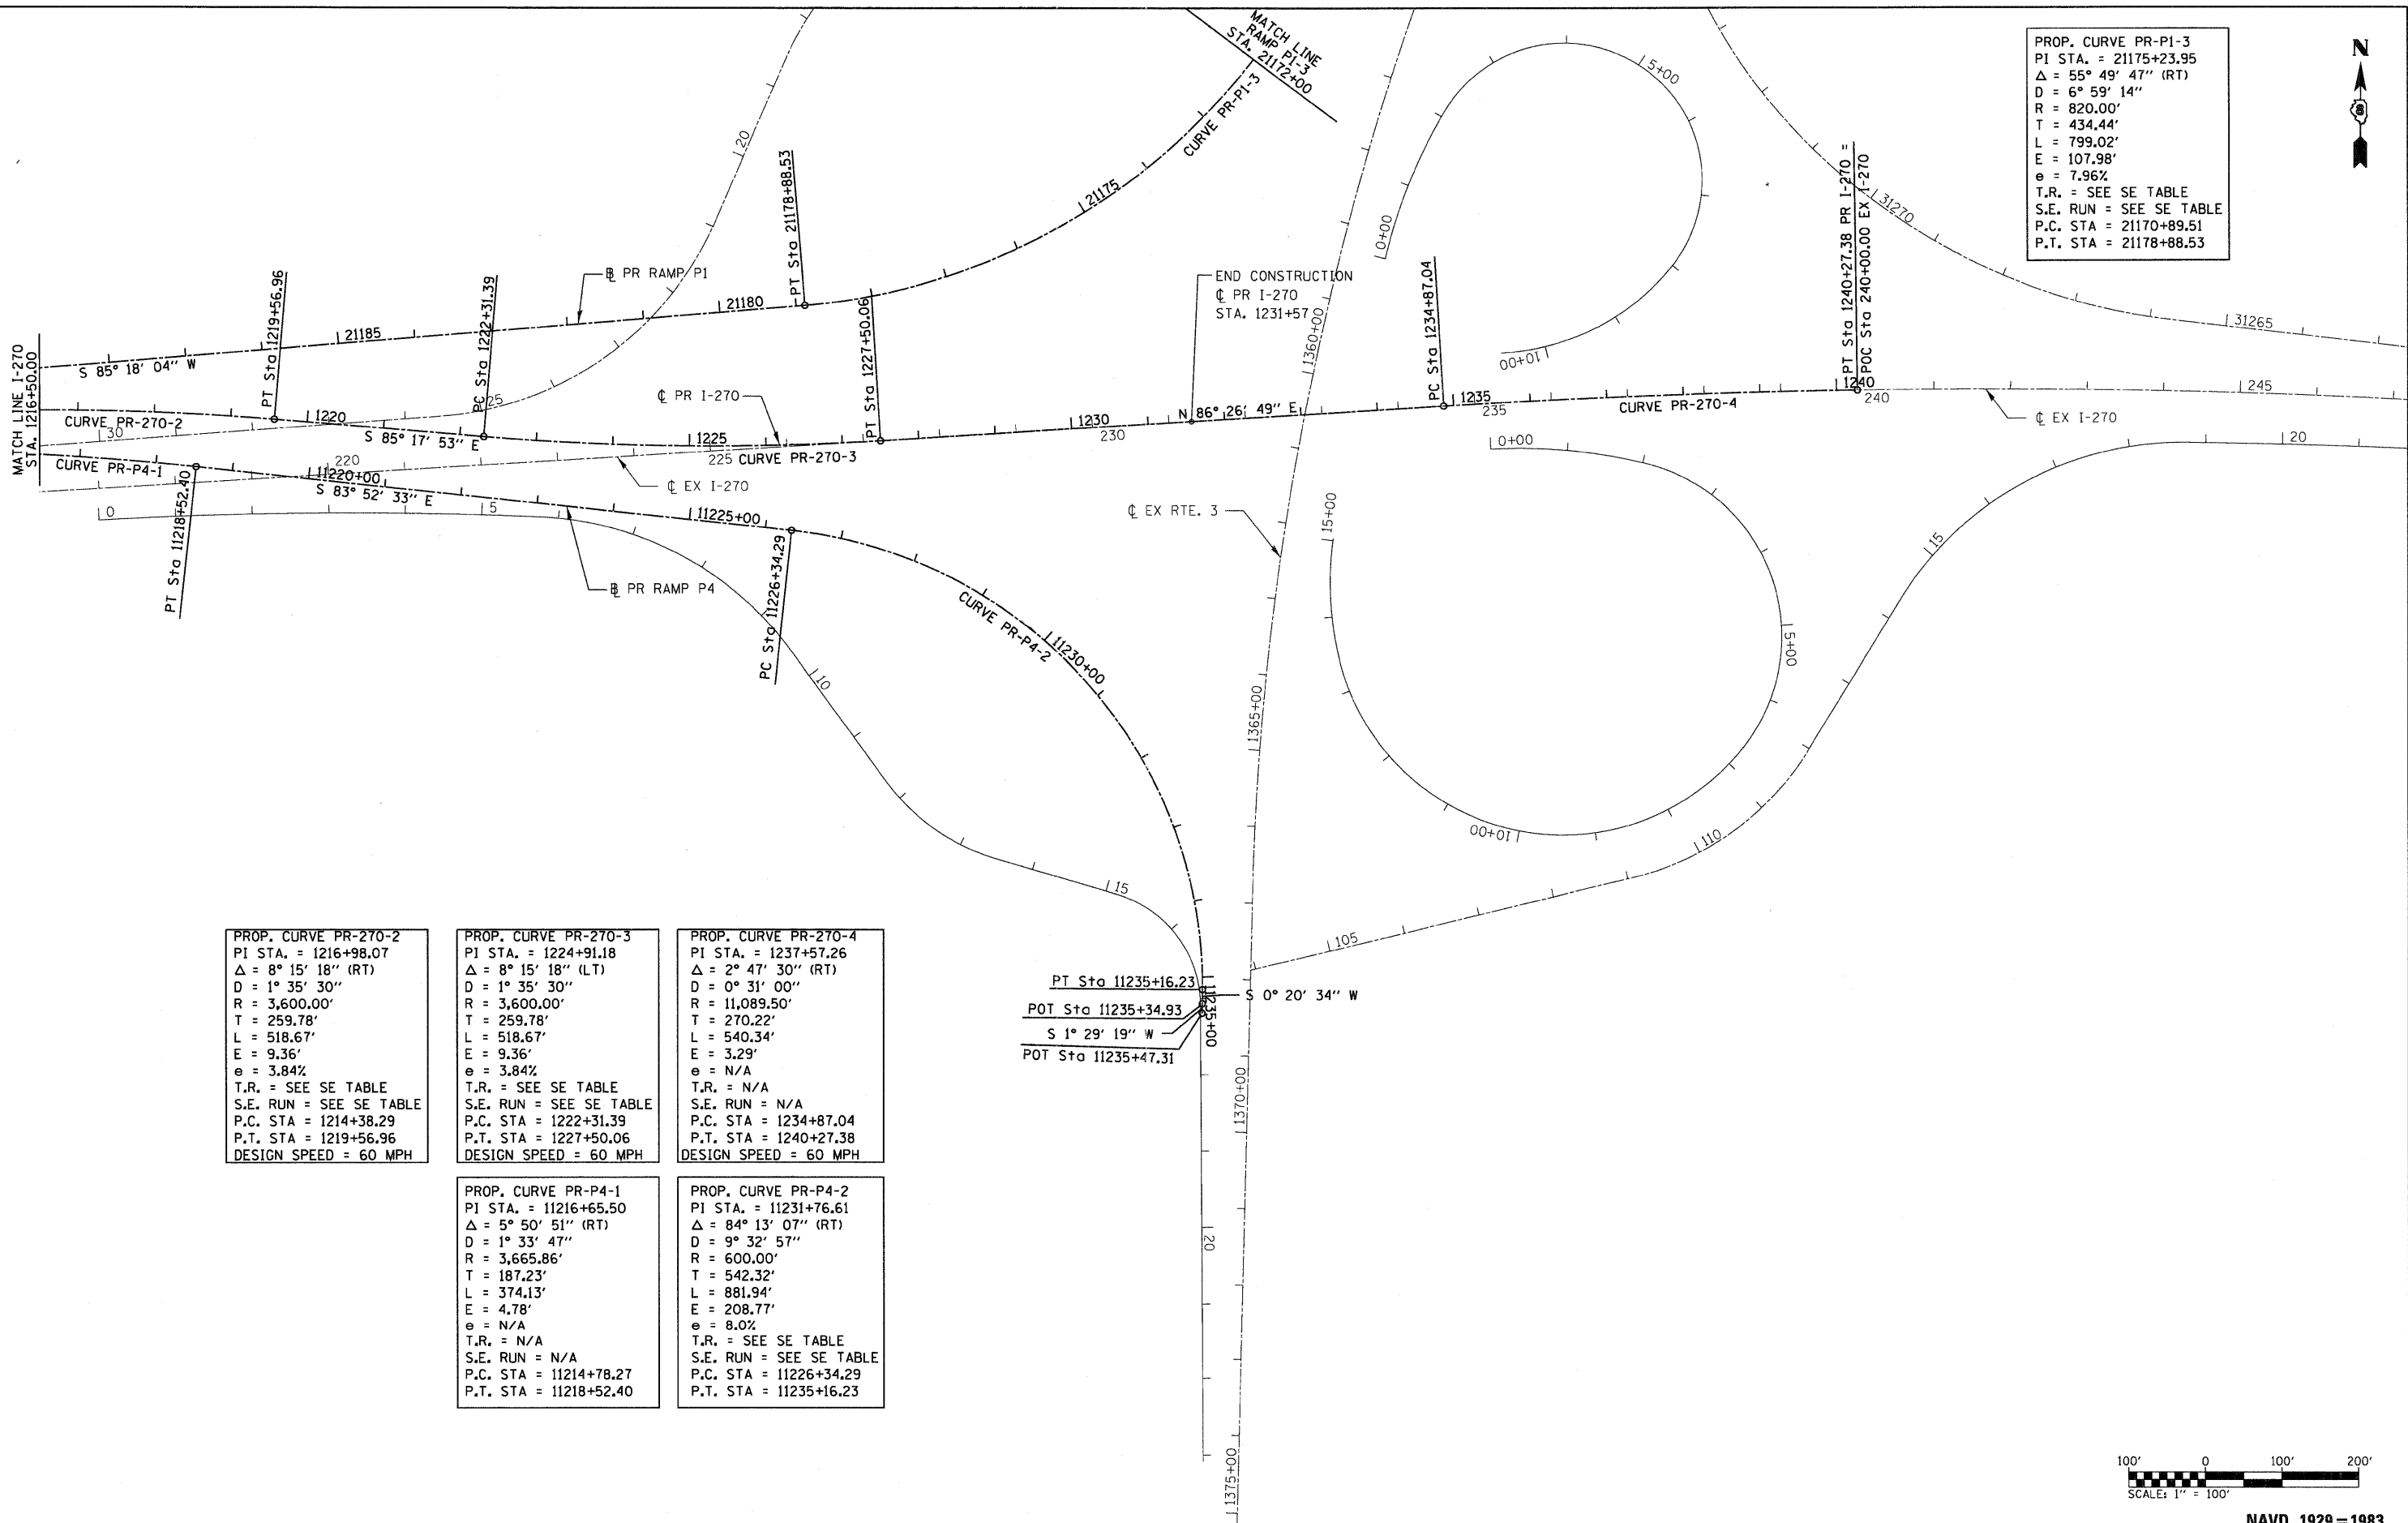 MATCH LINE
RAMP P1-3
STA. 21172+00
CURVE PR-P1-3
PROP. CURVE PR-P1-3
PI STA. = 21175+23.95
Δ = 55° 49' 47'' (RT)
D = 6° 59' 14''
R = 820.00'
T = 434.44'
L = 799.02'
E = 107.98'
e = 7.96%
T.R. = SEE SE TABLE
S.E. RUN = SEE SE TABLE
P.C. STA = 21170+89.51
P.T. STA = 21178+88.53
N
20
5+00
0+00
10+00
21175
PT Sta 21178+88.53
PT Sta 1240+27.38 PR I-270 =
POC Sta 240+00.00 EX I-270
31270
31265
℄ PR RAMP P1
21180
21185
S 85° 18' 04'' W
MATCH LINE I-270
STA. 1216+50.00
PT Sta 1219+56.96
PC Sta 1222+31.39
PT Sta 1227+50.06
END CONSTRUCTION
℄ PR I-270
STA. 1231+57
1360+00
PC Sta 1234+87.04
CURVE PR-270-2
1220
25
30
S 85° 17' 53'' E
℄ PR I-270
1225
1230
230
N 86° 26' 49'' E
1235
235
CURVE PR-270-4
1240
240
245
℄ EX I-270
CURVE PR-P4-1
220
225
CURVE PR-270-3
℄ EX I-270
11220+00
S 83° 52' 33'' E
0
5
11225+00
PT Sta 11218+52.40
PC Sta 11226+34.29
℄ PR RAMP P4
CURVE PR-P4-2
11230+00
10
15
℄ EX RTE. 3
0+00
15+00
5+00
10+00
20
15
110
105
1365+00
PT Sta 11235+16.23
POT Sta 11235+34.93
S 1° 29' 19'' W
POT Sta 11235+47.31
11235+00
S 0° 20' 34'' W
1370+00
20
1375+00
PROP. CURVE PR-270-2
PI STA. = 1216+98.07
Δ = 8° 15' 18'' (RT)
D = 1° 35' 30''
R = 3,600.00'
T = 259.78'
L = 518.67'
E = 9.36'
e = 3.84%
T.R. = SEE SE TABLE
S.E. RUN = SEE SE TABLE
P.C. STA = 1214+38.29
P.T. STA = 1219+56.96
DESIGN SPEED = 60 MPH
PROP. CURVE PR-270-3
PI STA. = 1224+91.18
Δ = 8° 15' 18'' (LT)
D = 1° 35' 30''
R = 3,600.00'
T = 259.78'
L = 518.67'
E = 9.36'
e = 3.84%
T.R. = SEE SE TABLE
S.E. RUN = SEE SE TABLE
P.C. STA = 1222+31.39
P.T. STA = 1227+50.06
DESIGN SPEED = 60 MPH
PROP. CURVE PR-270-4
PI STA. = 1237+57.26
Δ = 2° 47' 30'' (RT)
D = 0° 31' 00''
R = 11,089.50'
T = 270.22'
L = 540.34'
E = 3.29'
e = N/A
T.R. = N/A
S.E. RUN = N/A
P.C. STA = 1234+87.04
P.T. STA = 1240+27.38
DESIGN SPEED = 60 MPH
PROP. CURVE PR-P4-1
PI STA. = 11216+65.50
Δ = 5° 50' 51'' (RT)
D = 1° 33' 47''
R = 3,665.86'
T = 187.23'
L = 374.13'
E = 4.78'
e = N/A
T.R. = N/A
S.E. RUN = N/A
P.C. STA = 11214+78.27
P.T. STA = 11218+52.40
PROP. CURVE PR-P4-2
PI STA. = 11231+76.61
Δ = 84° 13' 07'' (RT)
D = 9° 32' 57''
R = 600.00'
T = 542.32'
L = 881.94'
E = 208.77'
e = 8.0%
T.R. = SEE SE TABLE
S.E. RUN = SEE SE TABLE
P.C. STA = 11226+34.29
P.T. STA = 11235+16.23
100' 0 100' 200'
SCALE: 1'' = 100'
NAVD 1929=1983